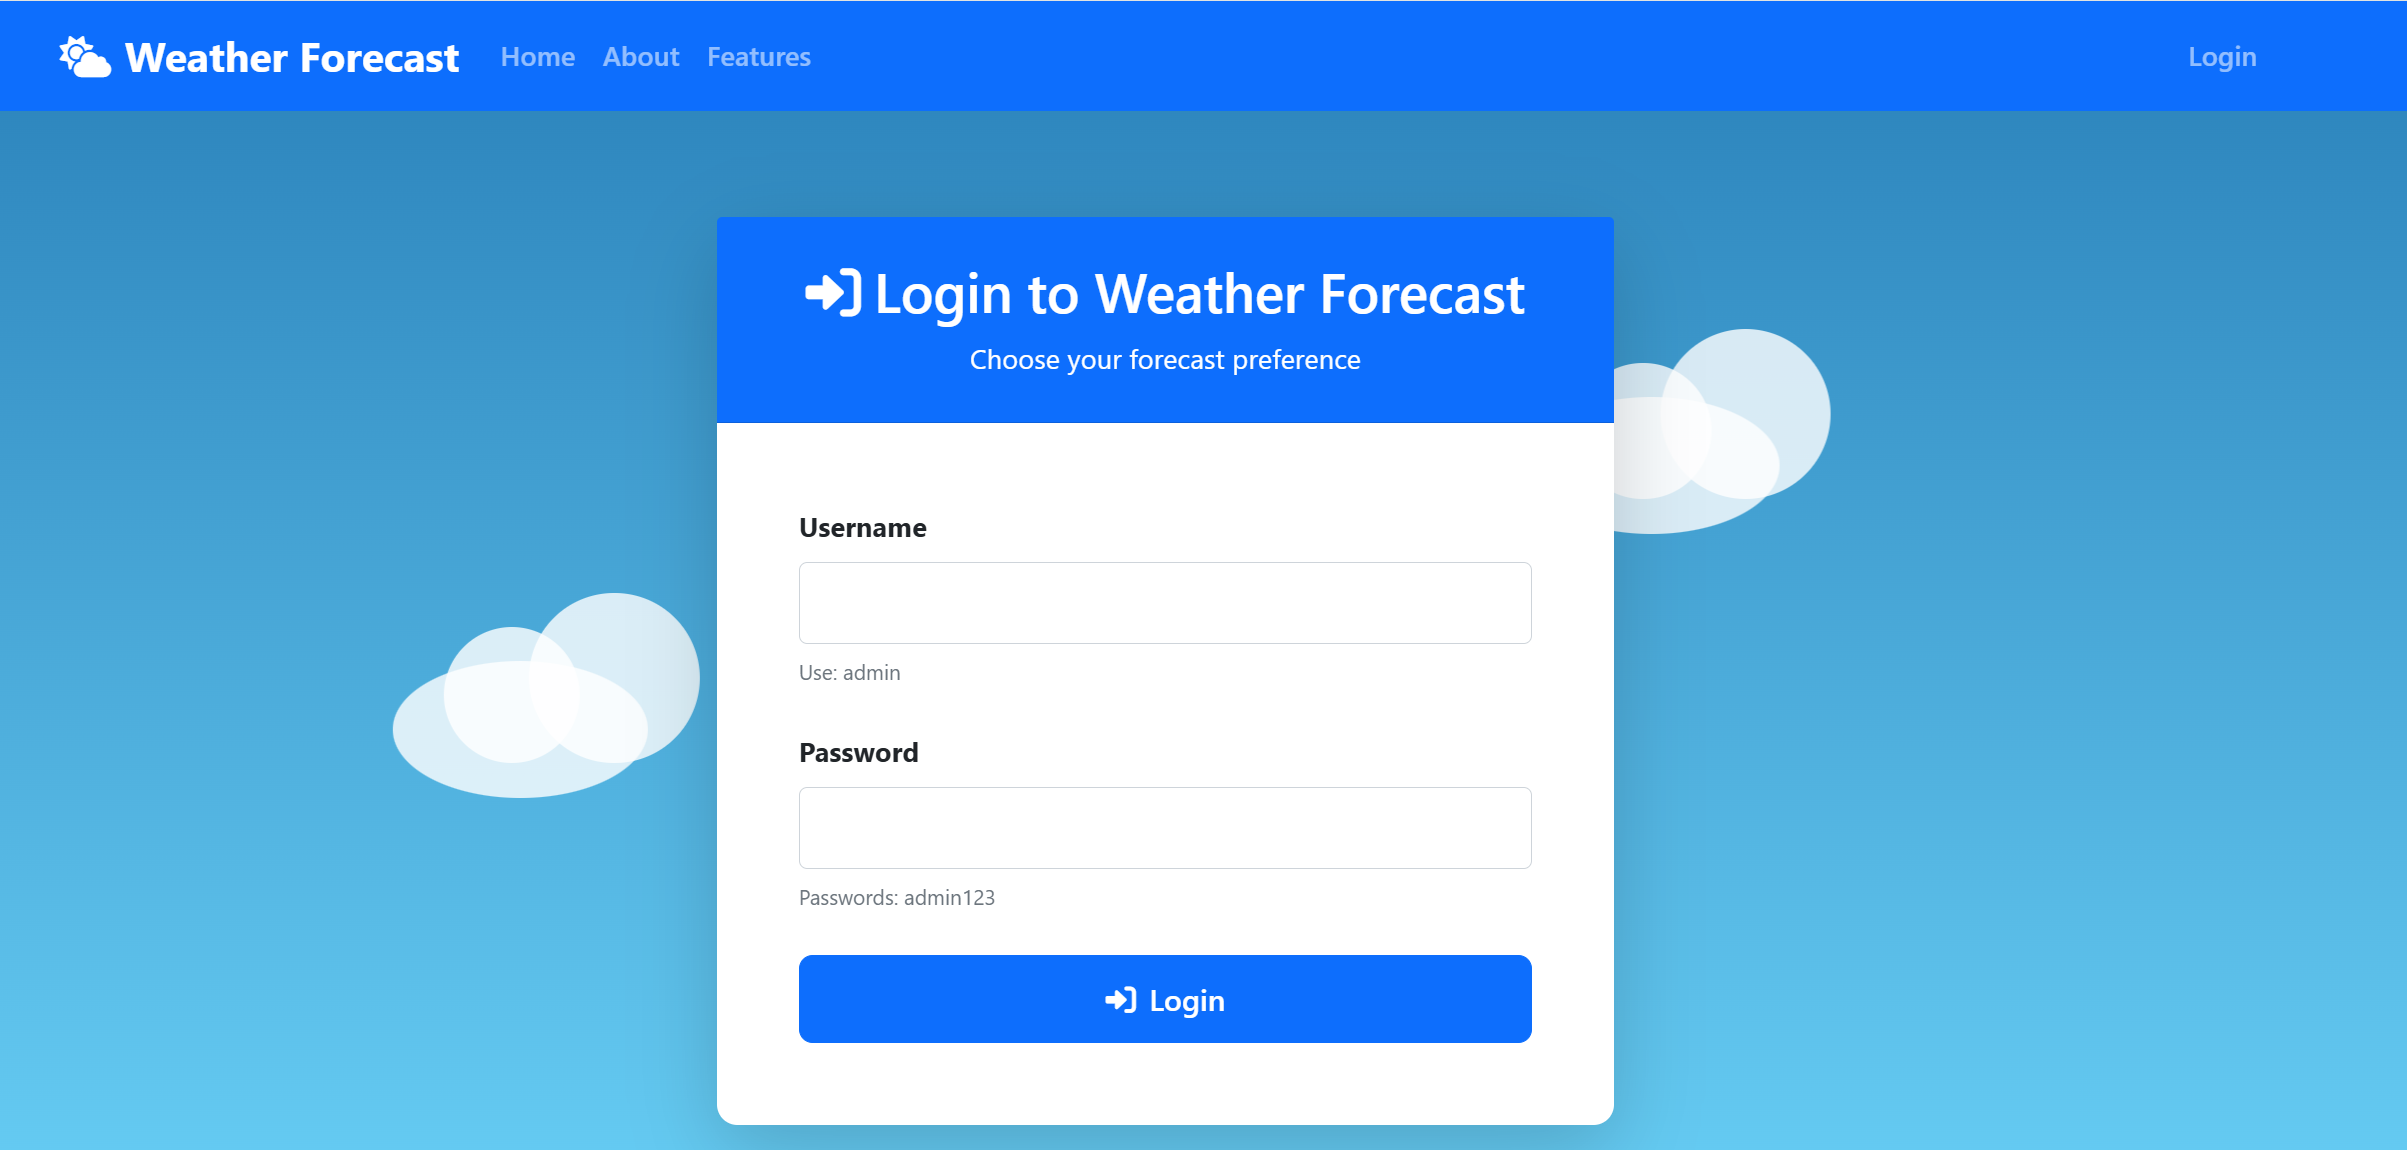 Weather Forecast Home About Features Login
Login to Weather Forecast
Choose your forecast preference
Username
Use: admin
Password
Passwords: admin123
Login